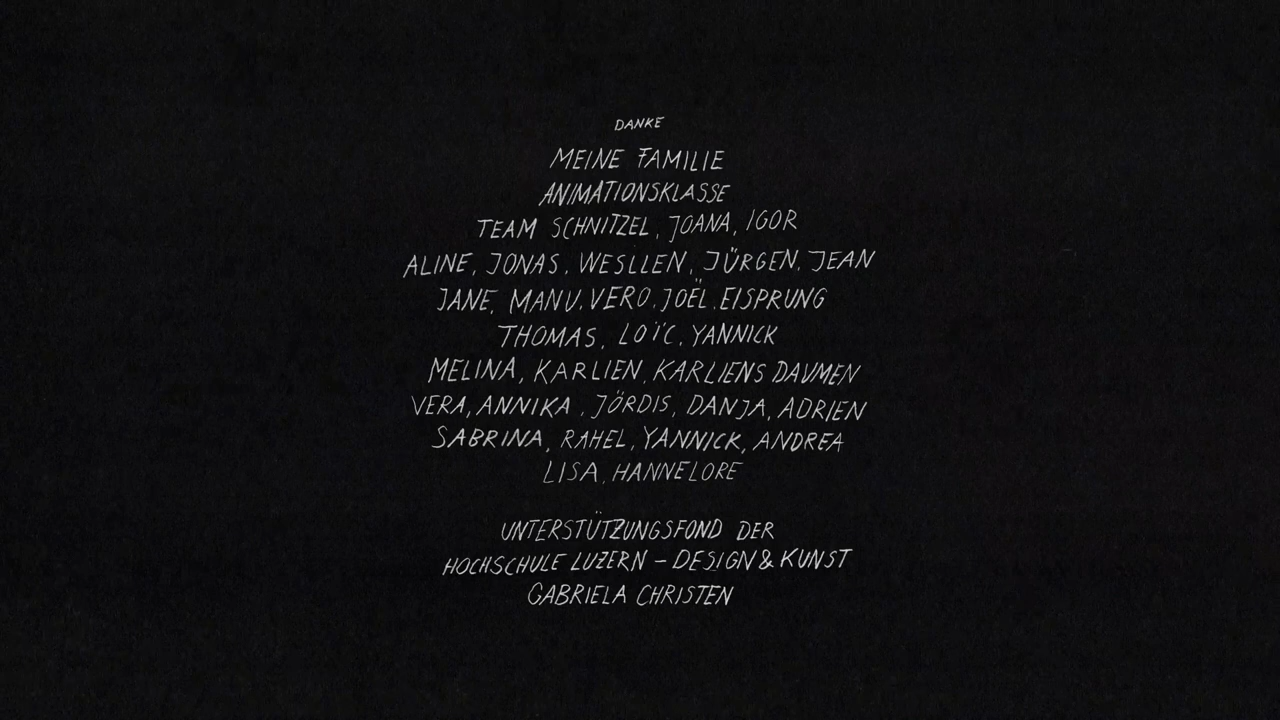 DANKE
MEINE FAMILIE
ANIMATIONSKLASSE
TEAM SCHNITZEL, JOANA, IGOR
ALINE, JONAS, WESLLEN, JÜRGEN, JEAN
JANE, MANU, VERO, JOËL, EISPRUNG
THOMAS, LOÏC, YANNICK
MELINA, KARLIEN, KARLIENS DAUMEN
VERA, ANNIKA, JÖRDIS, DANJA, ADRIEN
SABRINA, RAHEL, YANNICK, ANDREA
LISA, HANNELORE
UNTERSTÜTZUNGSFOND DER
HOCHSCHULE LUZERN – DESIGN & KUNST
GABRIELA CHRISTEN